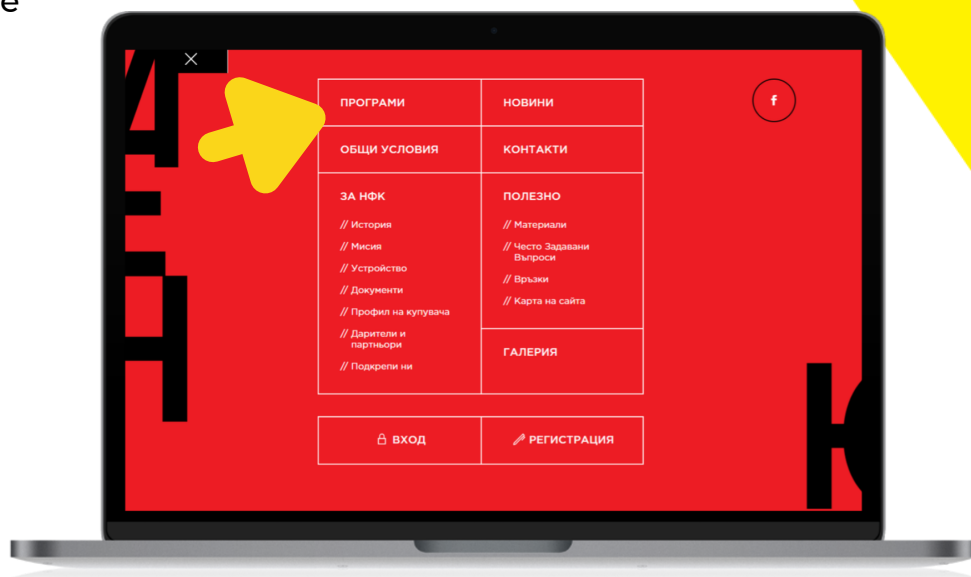 е
ПРОГРАМИ
НОВИНИ
ОБЩИ УСЛОВИЯ
КОНТАКТИ
ЗА НФК
// История
// Мисия
// Устройство
// Документи
// Профил на купувача
// Дарители и
партньори
// Подкрепи ни
ПОЛЕЗНО
// Материали
// Често Задавани
Въпроси
// Връзки
// Карта на сайта
ГАЛЕРИЯ
ВХОД
РЕГИСТРАЦИЯ
f